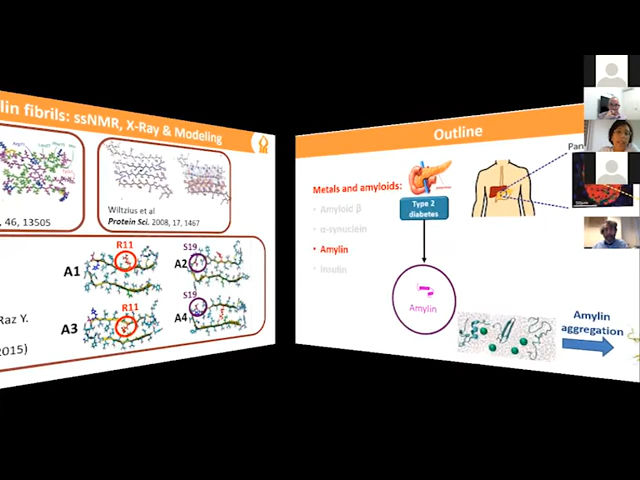 lin fibrils: ssNMR, X-Ray & Modeling
, 46, 13505
Wiltzius et al
Protein Sci. 2008, 17, 1467
R11
S19
A1
A2
R11
S19
A3
A4
Raz Y.
2015)
Outline
Metals and amyloids:
• Amyloid β
• α-synuclein
• Amylin
• Insulin
Type 2
diabetes
Pan
Amylin
Amylin
aggregation